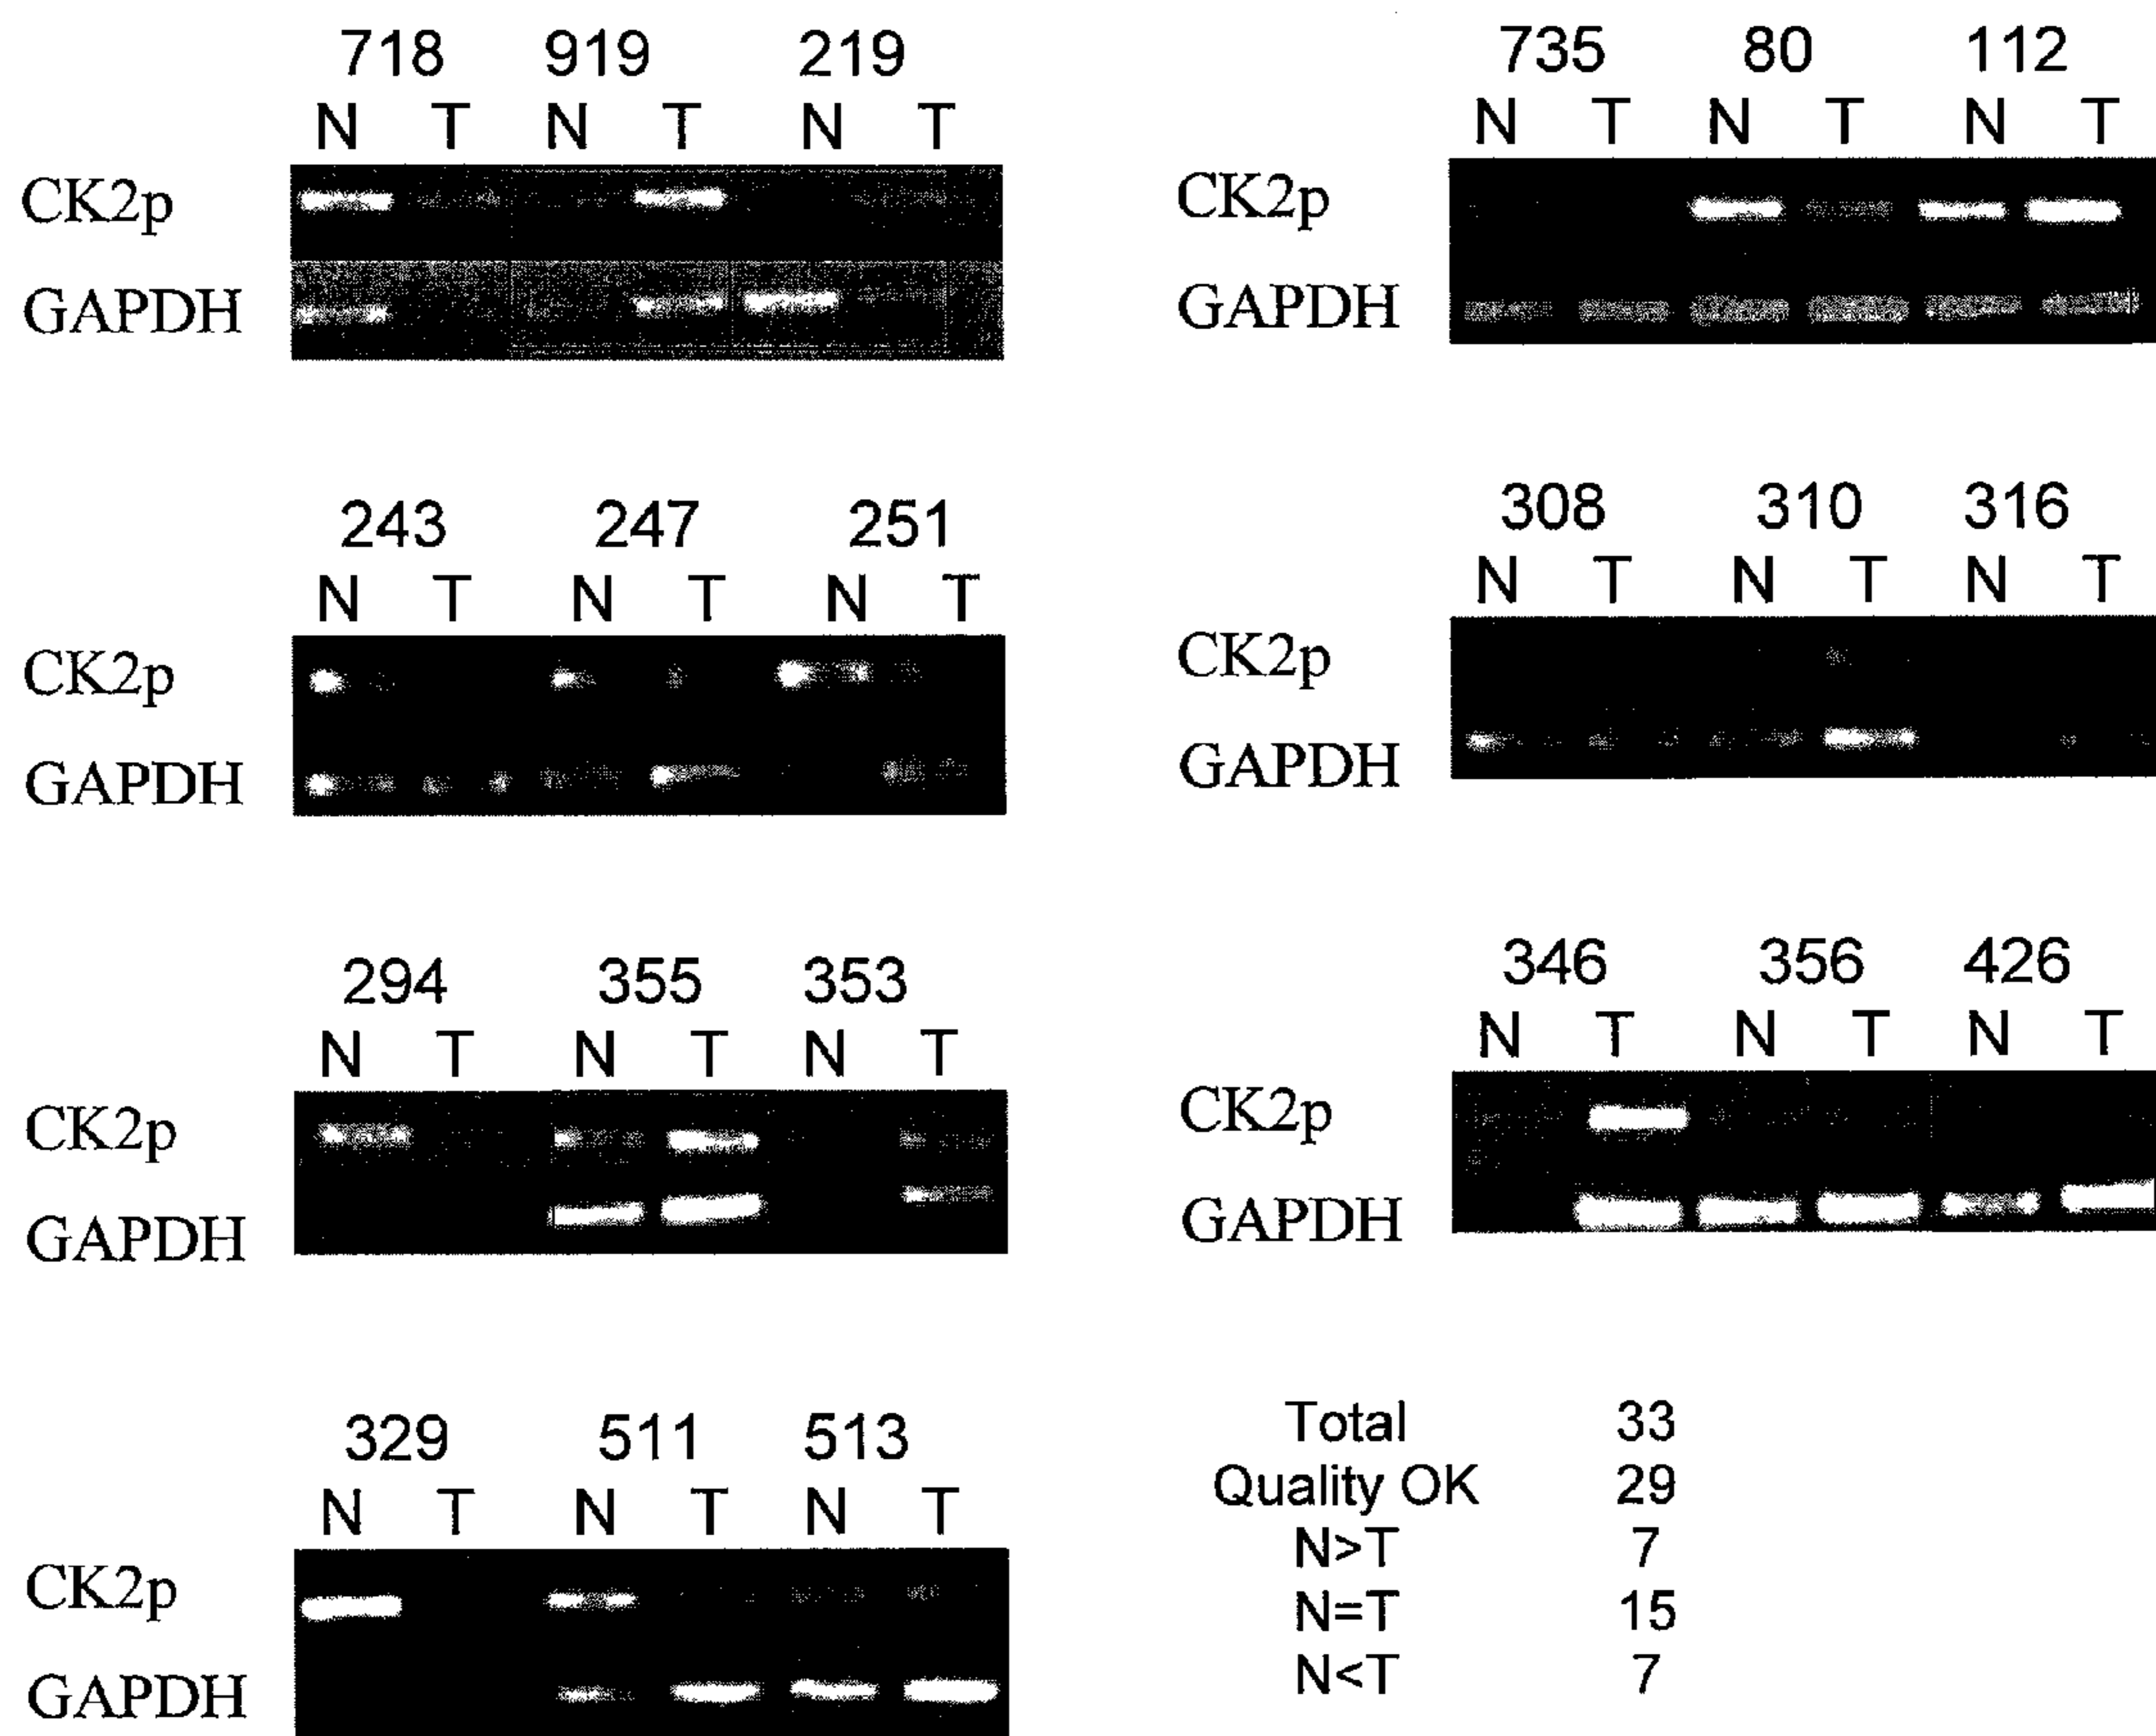 718 919 219
N T N T N T
CK2p
GAPDH
735 80 112
N T N T N T
CK2p
GAPDH
243 247 251
N T N T N T
CK2p
GAPDH
308 310 316
N T N T N T
CK2p
GAPDH
294 355 353
N T N T N T
CK2p
GAPDH
346 356 426
N T N T N T
CK2p
GAPDH
329 511 513
N T N T N T
CK2p
GAPDH
Total 33
Quality OK 29
N>T 7
N=T 15
N<T 7